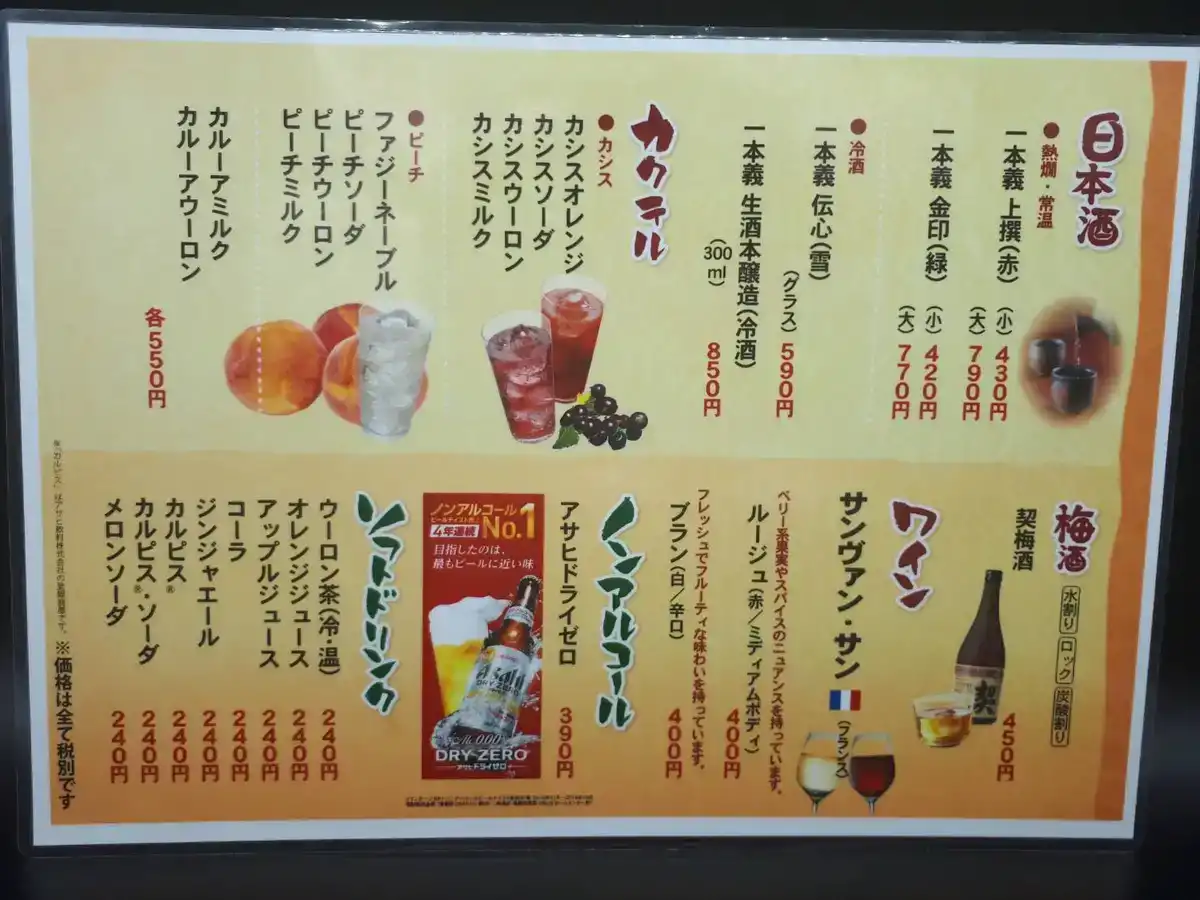 日本酒
●熱燗・常温
一本義 上撰(赤)
(小)430円
(大)790円
一本義 金印(緑)
(小)420円
(大)770円
●冷酒
一本義 伝心(雪)
(グラス)590円
一本義 生酒本醸造(冷酒)
(300ml)850円
カクテル
●カシス
カシスオレンジ
カシスソーダ
カシスウーロン
カシスミルク
●ピーチ
ファジーネーブル
ピーチソーダ
ピーチウーロン
ピーチミルク
カルーアミルク
カルーアウーロン
各550円
梅酒
水割り ロック 炭酸割り
契梅酒
450円
ワイン
サンヴァン・サン
(フランス)
ベリー系果実やスパイスのニュアンスを持っています。
ルージュ(赤/ミディアムボディ)
400円
フレッシュでフルーティな味わいを持っています。
ブラン(白/辛口)
400円
ノンアルコール
アサヒドライゼロ 390円
ノンアルコール
ビールテイスト売上
4年連続
No.1
目指したのは、
最もビールに近い味
Asahi
DRY ZERO
Alc.0.00%
DRY-ZERO
アサヒドライゼロ
ソフトドリンク
ウーロン茶(冷・温) 240円
オレンジジュース 240円
アップルジュース 240円
コーラ 240円
ジンジャエール 240円
カルピス® 240円
カルピス®・ソーダ 240円
メロンソーダ 240円
※「カルピス」はアサヒ飲料株式会社の登録商標です。
※価格は全て税別です